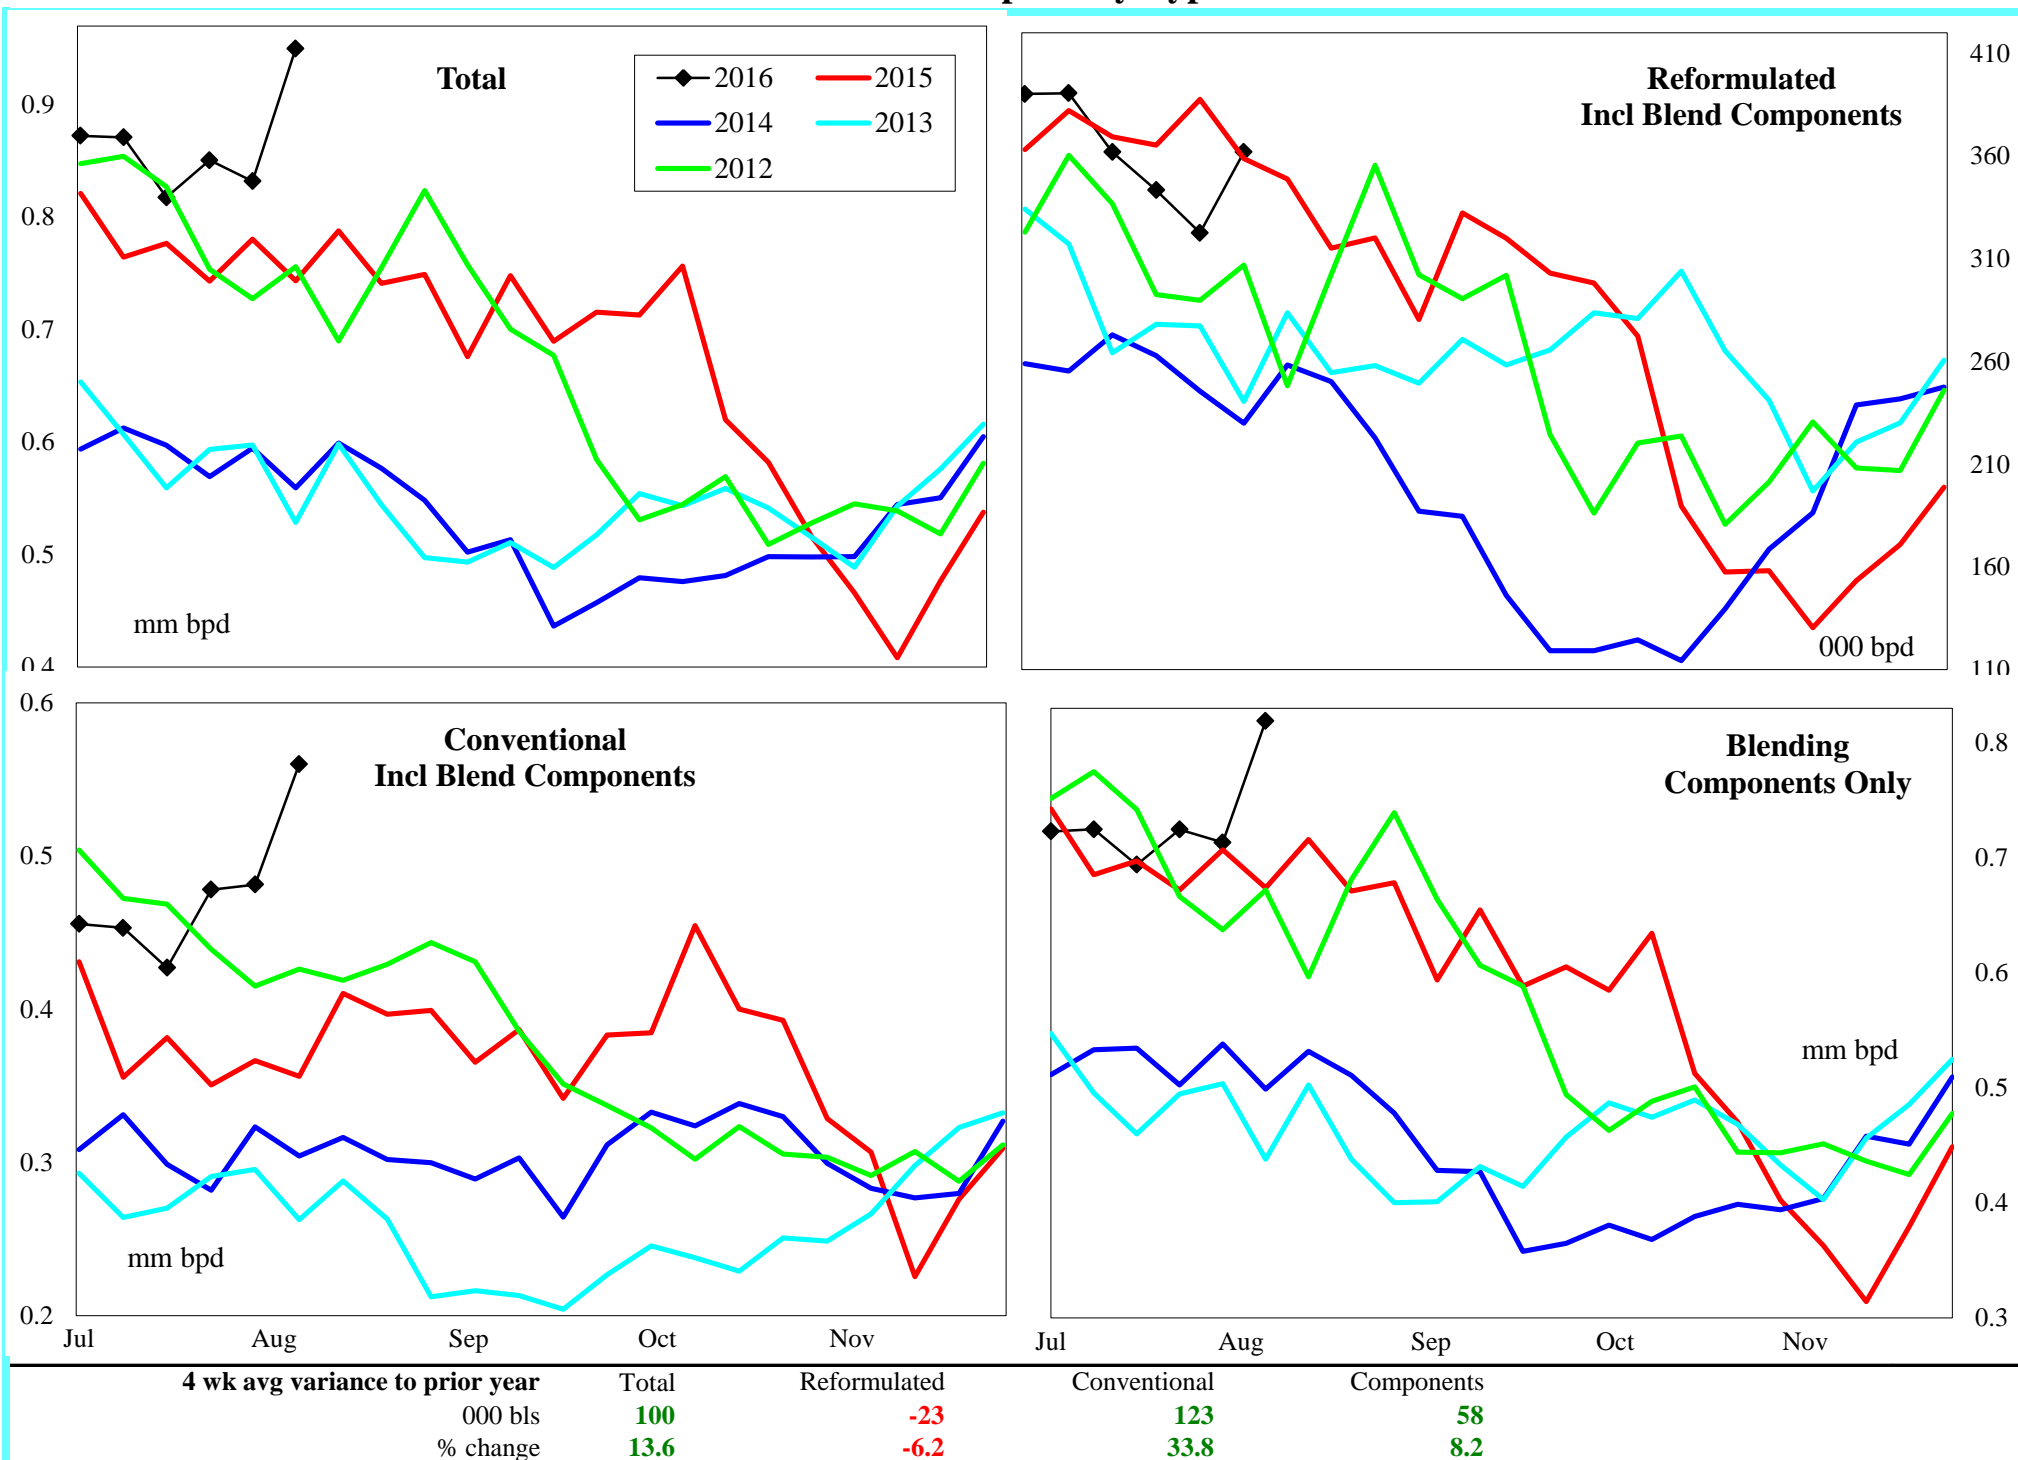 Total
2016 2015
2014 2013
2012
0.9
0.8
0.7
0.6
0.5
0.4
mm bpd
Reformulated
Incl Blend Components
410
360
310
260
210
160
110
000 bpd
Conventional
Incl Blend Components
0.6
0.5
0.4
0.3
0.2
mm bpd
Jul Aug Sep Oct Nov
Blending
Components Only
0.8
0.7
0.6
0.5
0.4
0.3
mm bpd
Jul Aug Sep Oct Nov
4 wk avg variance to prior year Total Reformulated Conventional Components
000 bls 100 -23 123 58
% change 13.6 -6.2 33.8 8.2